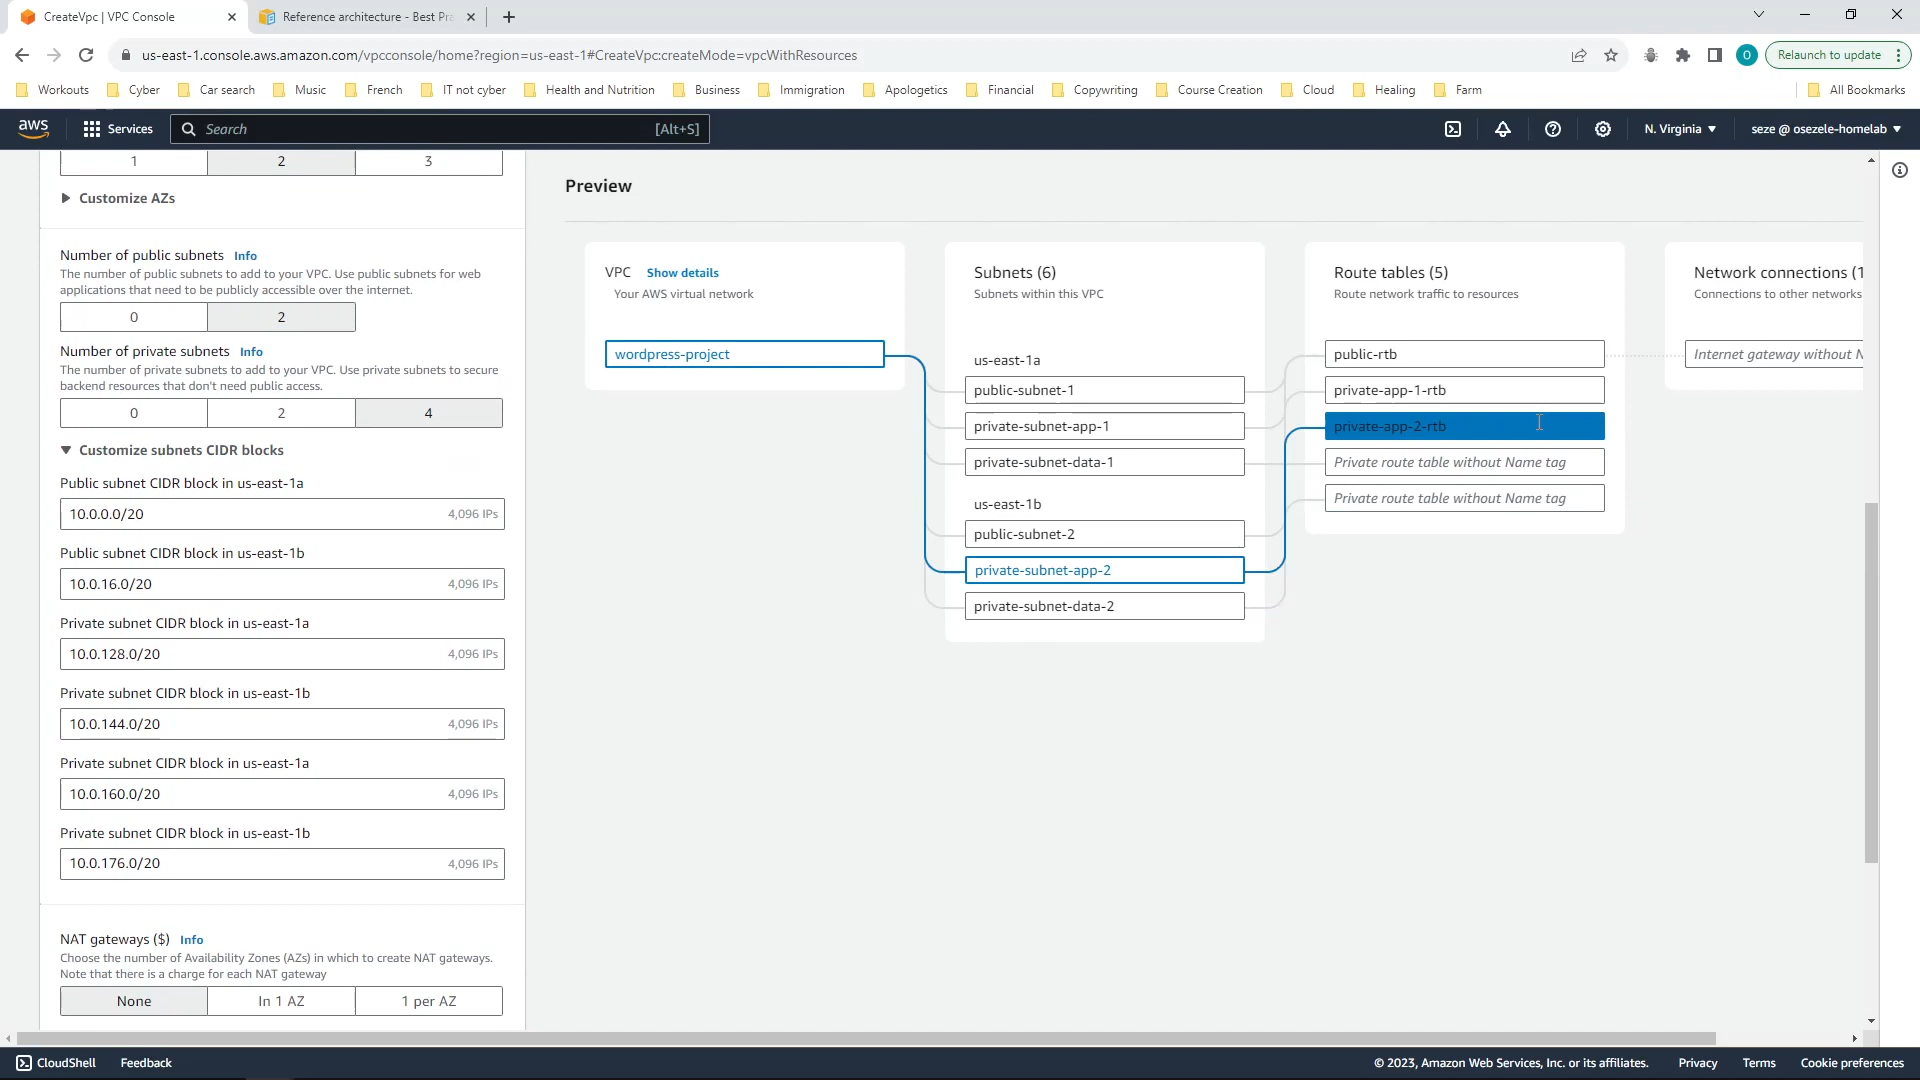 CreateVpc | VPC Console
Reference architecture - Best Pra
us-east-1.console.aws.amazon.com/vpcconsole/home?region=us-east-1#CreateVpc:createMode=vpcWithResources
O
Relaunch to update
Workouts
Cyber
Car search
Music
French
IT not cyber
Health and Nutrition
Business
Immigration
Apologetics
Financial
Copywriting
Course Creation
Cloud
Healing
Farm
All Bookmarks
aws
Services
Search
[Alt+S]
N. Virginia
seze @ osezele-homelab
1
2
3
Customize AZs
Number of public subnets Info
The number of public subnets to add to your VPC. Use public subnets for web
applications that need to be publicly accessible over the internet.
0
2
Number of private subnets Info
The number of private subnets to add to your VPC. Use private subnets to secure
backend resources that don't need public access.
0
2
4
Customize subnets CIDR blocks
Public subnet CIDR block in us-east-1a
10.0.0.0/20
4,096 IPs
Public subnet CIDR block in us-east-1b
10.0.16.0/20
4,096 IPs
Private subnet CIDR block in us-east-1a
10.0.128.0/20
4,096 IPs
Private subnet CIDR block in us-east-1b
10.0.144.0/20
4,096 IPs
Private subnet CIDR block in us-east-1a
10.0.160.0/20
4,096 IPs
Private subnet CIDR block in us-east-1b
10.0.176.0/20
4,096 IPs
NAT gateways ($) Info
Choose the number of Availability Zones (AZs) in which to create NAT gateways.
Note that there is a charge for each NAT gateway
None
In 1 AZ
1 per AZ
Preview
VPC Show details
Your AWS virtual network
wordpress-project
Subnets (6)
Subnets within this VPC
us-east-1a
public-subnet-1
private-subnet-app-1
private-subnet-data-1
us-east-1b
public-subnet-2
private-subnet-app-2
private-subnet-data-2
Route tables (5)
Route network traffic to resources
public-rtb
private-app-1-rtb
private-app-2-rtb
Private route table without Name tag
Private route table without Name tag
Network connections (1
Connections to other networks
Internet gateway without N
CloudShell
Feedback
© 2023, Amazon Web Services, Inc. or its affiliates.
Privacy
Terms
Cookie preferences